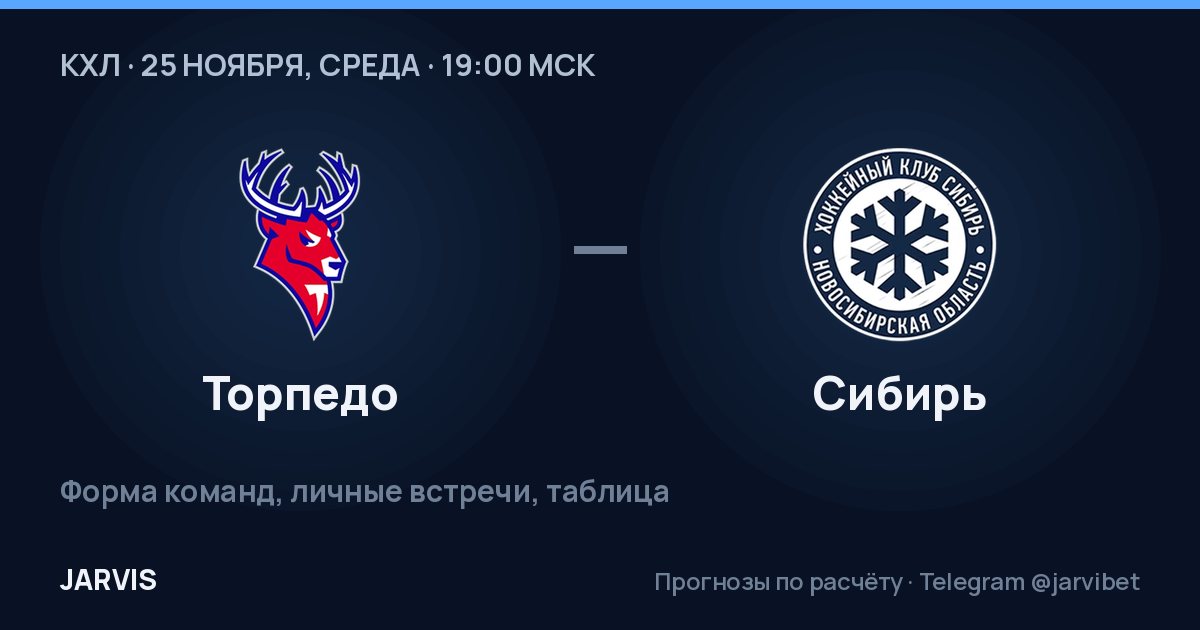 КХЛ · 25 НОЯБРЯ, СРЕДА · 19:00 МСК
ХОККЕЙНЫЙ КЛУБ СИБИРЬ
• НОВОСИБИРСКАЯ ОБЛАСТЬ •
Т
—
Торпедо
Сибирь
Форма команд, личные встречи, таблица
JARVIS
Прогнозы по расчёту · Telegram @jarvibet